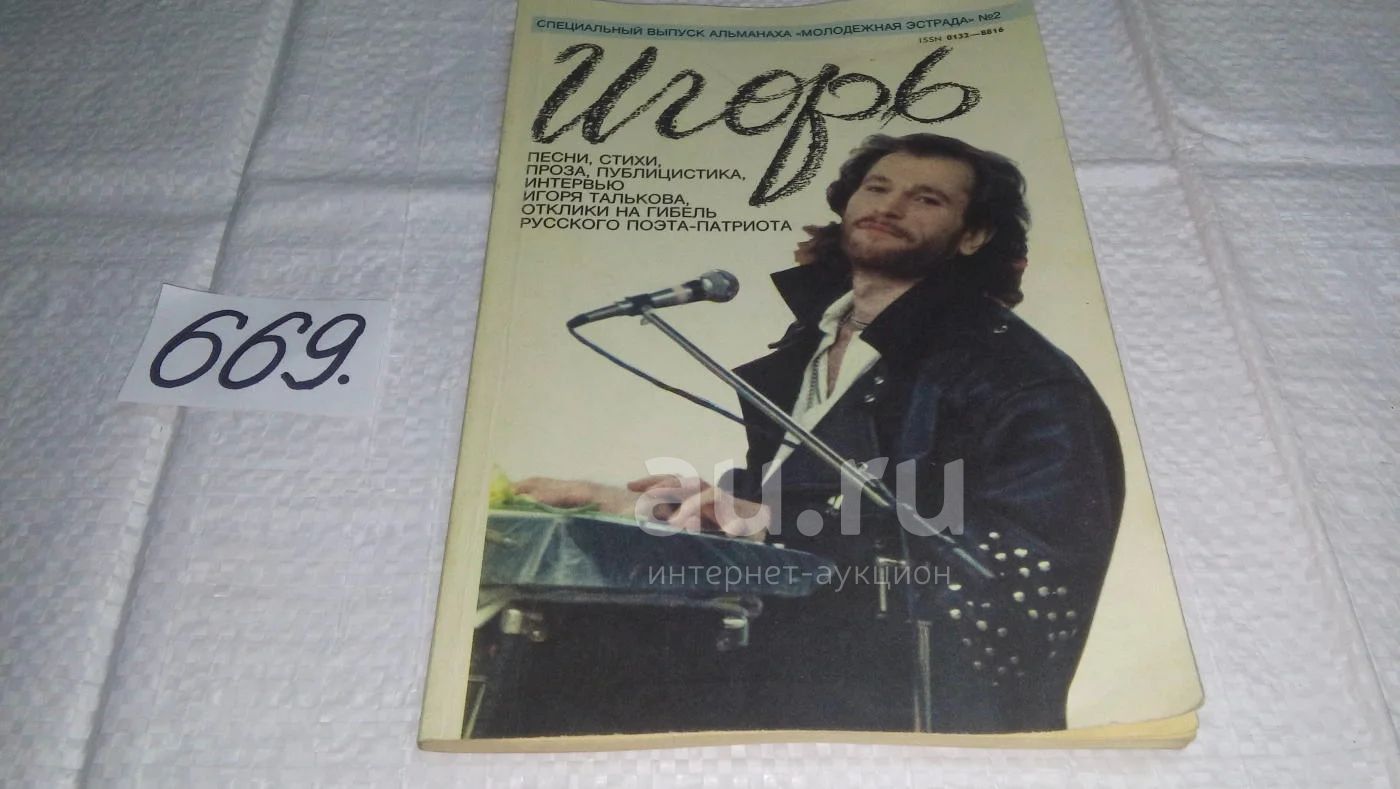 СПЕЦИАЛЬНЫЙ ВЫПУСК АЛЬМАНАХА «МОЛОДЕЖНАЯ ЭСТРАДА» №2
ISSN 0132—8816
Игорь
ПЕСНИ, СТИХИ,
ПРОЗА, ПУБЛИЦИСТИКА,
ИНТЕРВЬЮ
ИГОРЯ ТАЛЬКОВА,
ОТКЛИКИ НА ГИБЕЛЬ
РУССКОГО ПОЭТА-ПАТРИОТА
669.
au.ru
интернет-аукцион